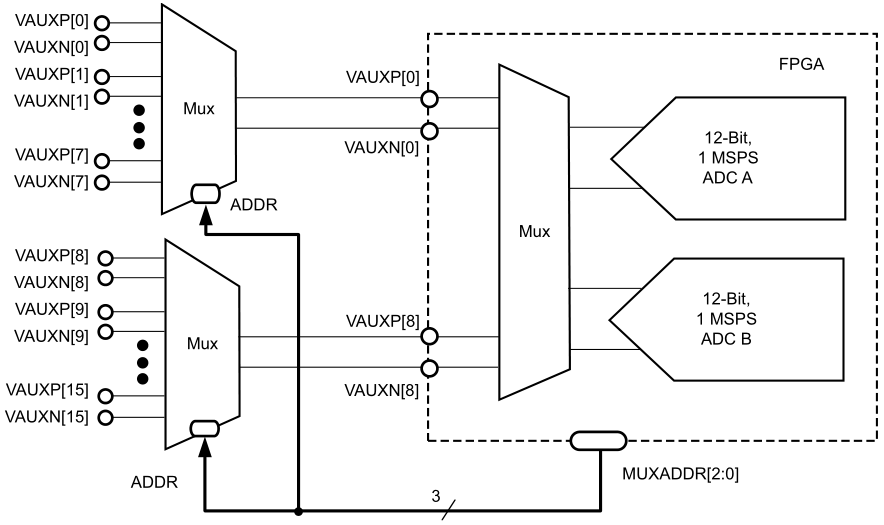 VAUXP[0]
VAUXN[0]
VAUXP[1]
VAUXN[1]
VAUXP[7]
VAUXN[7]
Mux
ADDR
VAUXP[8]
VAUXN[8]
VAUXP[9]
VAUXN[9]
VAUXP[15]
VAUXN[15]
Mux
ADDR
VAUXP[0]
VAUXN[0]
VAUXP[8]
VAUXN[8]
FPGA
Mux
12-Bit,
1 MSPS
ADC A
12-Bit,
1 MSPS
ADC B
MUXADDR[2:0]
3